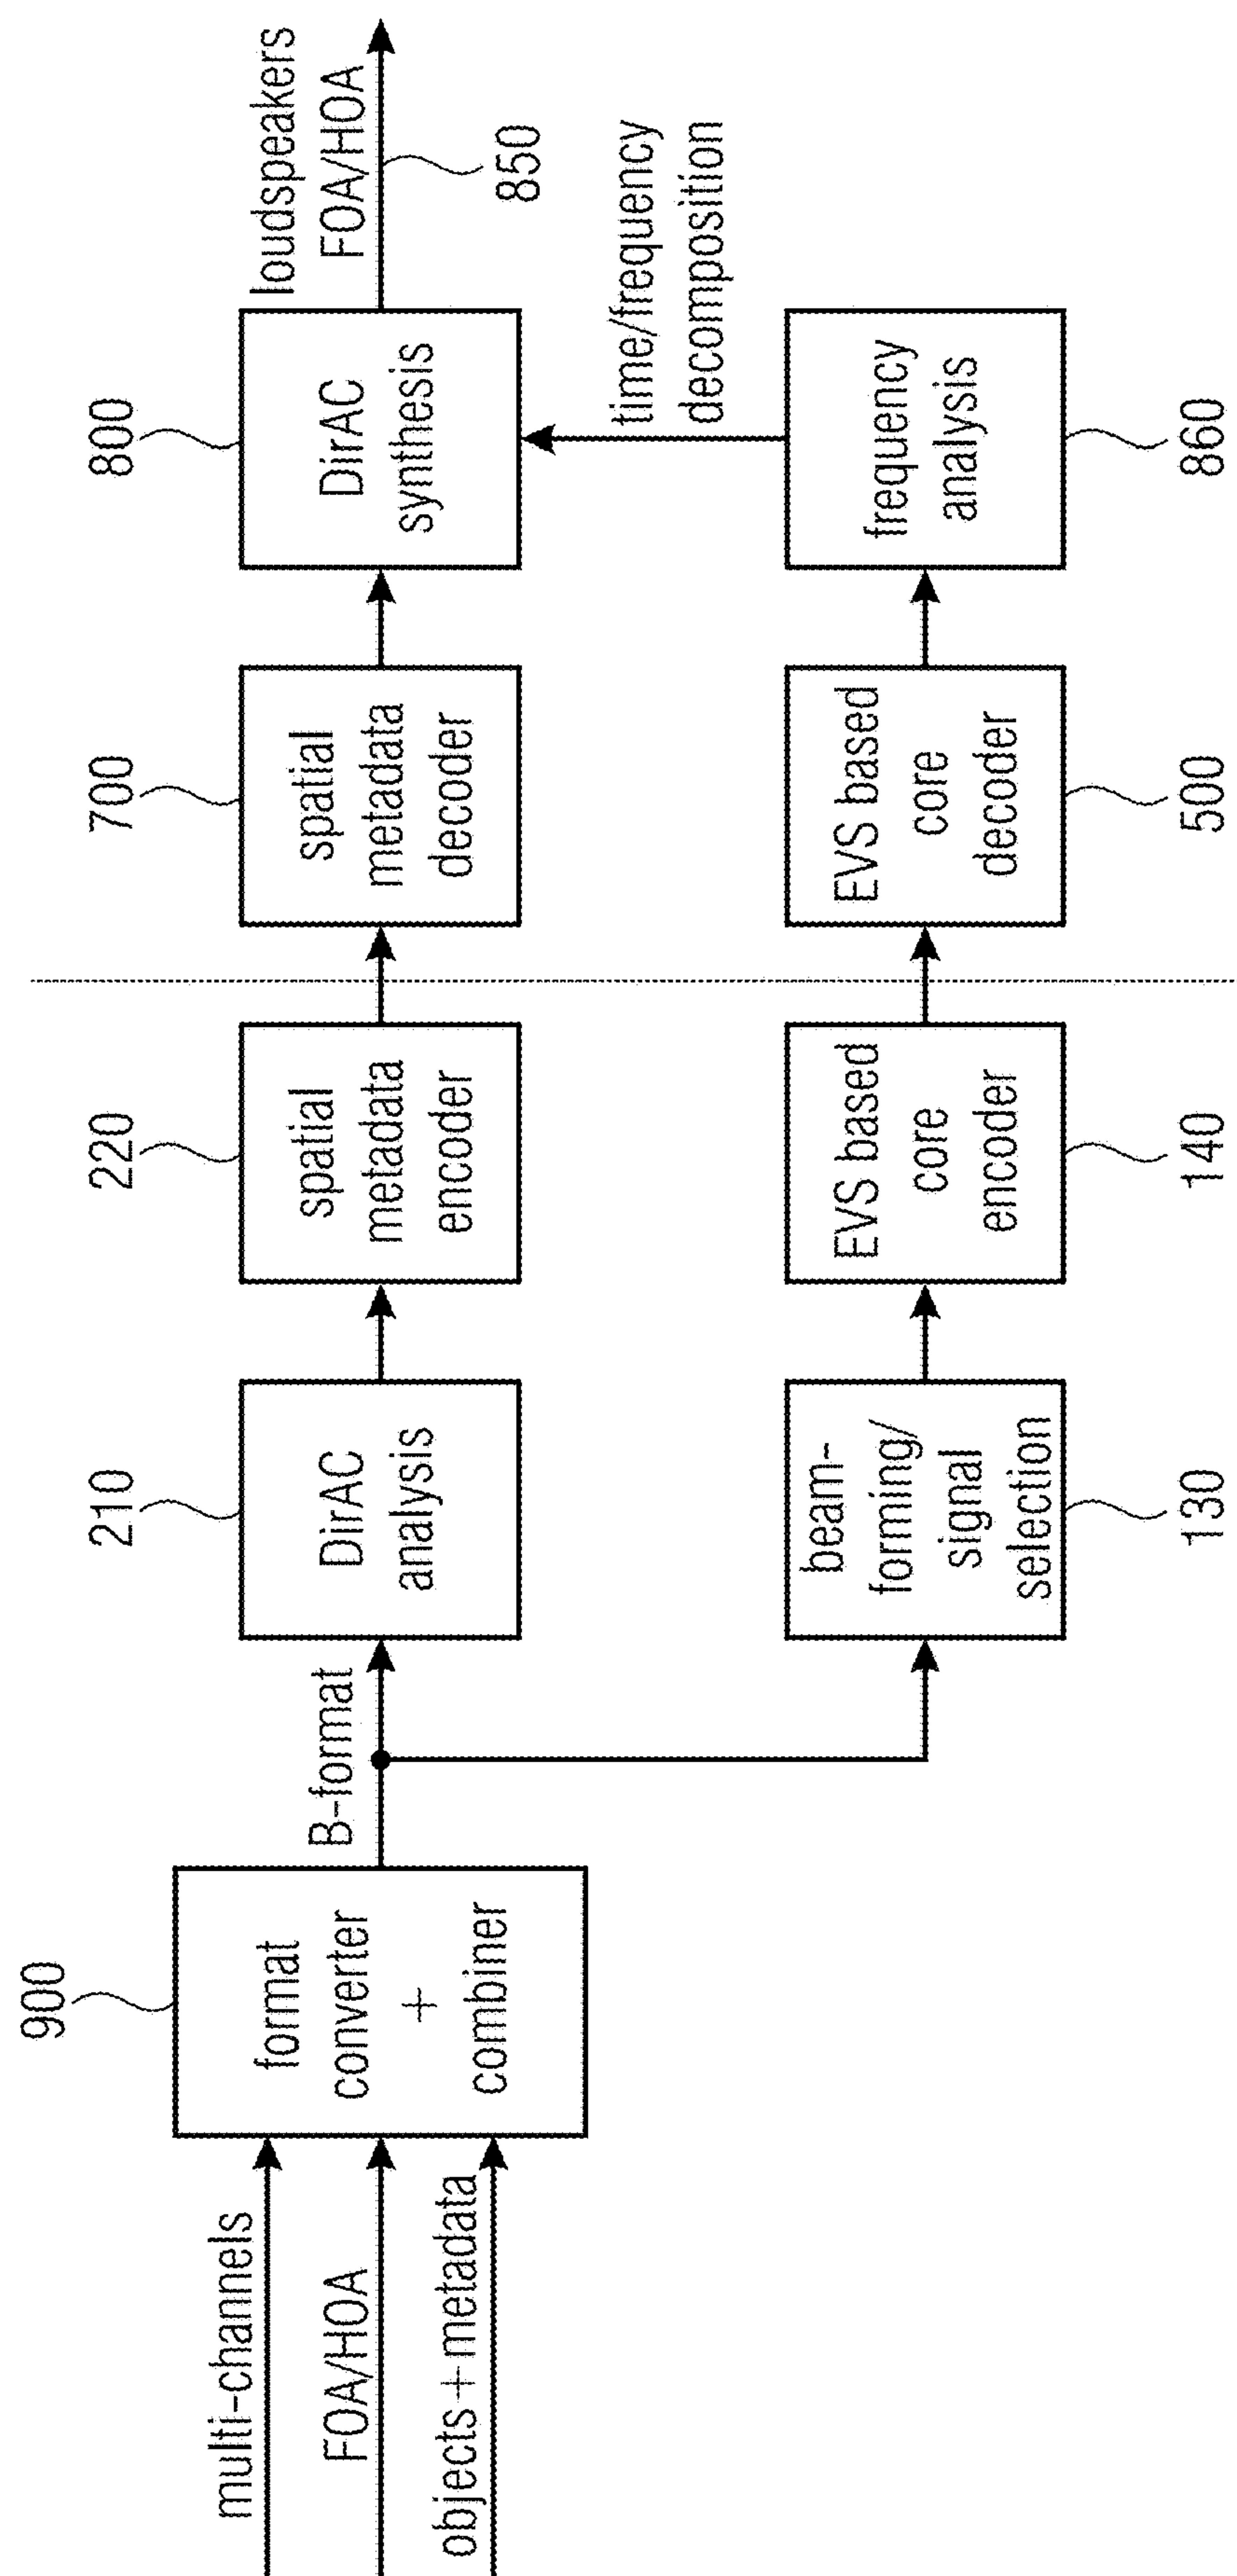 multi-channels
FOA/HOA
objects+metadata
900
format
converter
+
combiner
B-format
210
DirAC
analysis
220
spatial
metadata
encoder
700
spatial
metadata
decoder
800
DirAC
synthesis
loudspeakers
FOA/HOA
850
beam-
forming/
signal
selection
130
EVS based
core
encoder
140
EVS based
core
decoder
500
frequency
analysis
860
time/frequency
decomposition